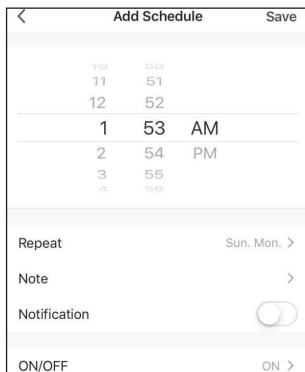 < Add Schedule Save
10 50
11 51
12 52
1 53 AM
2 54 PM
3 55
4 56
Repeat Sun. Mon. >
Note >
Notification
ON/OFF ON >